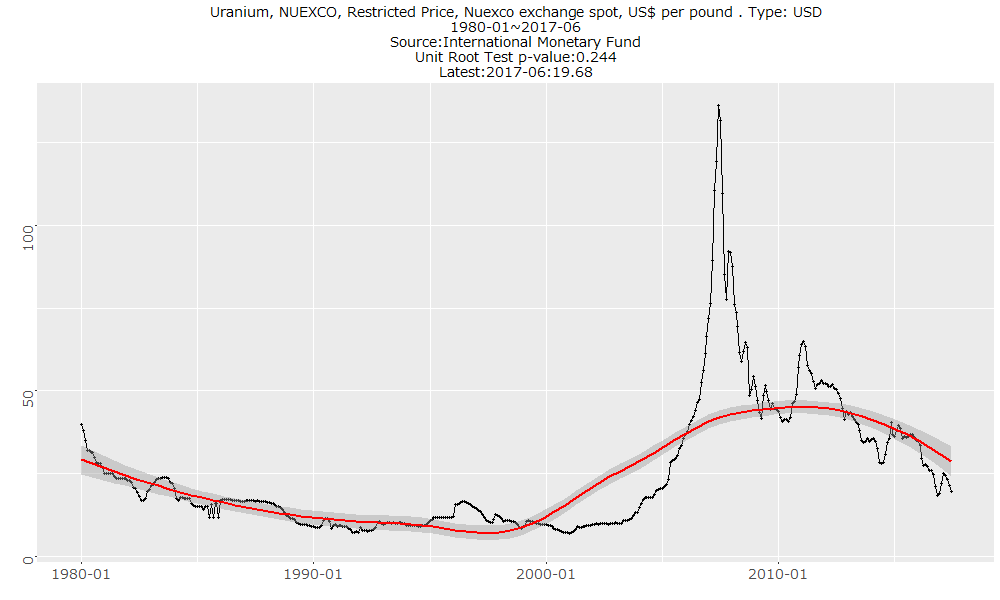 Uranium, NUEXCO, Restricted Price, Nuexco exchange spot, US$ per pound . Type: USD
1980-01~2017-06
Source:International Monetary Fund
Unit Root Test p-value:0.244
Latest:2017-06:19.68
100
50
0
1980-01
1990-01
2000-01
2010-01